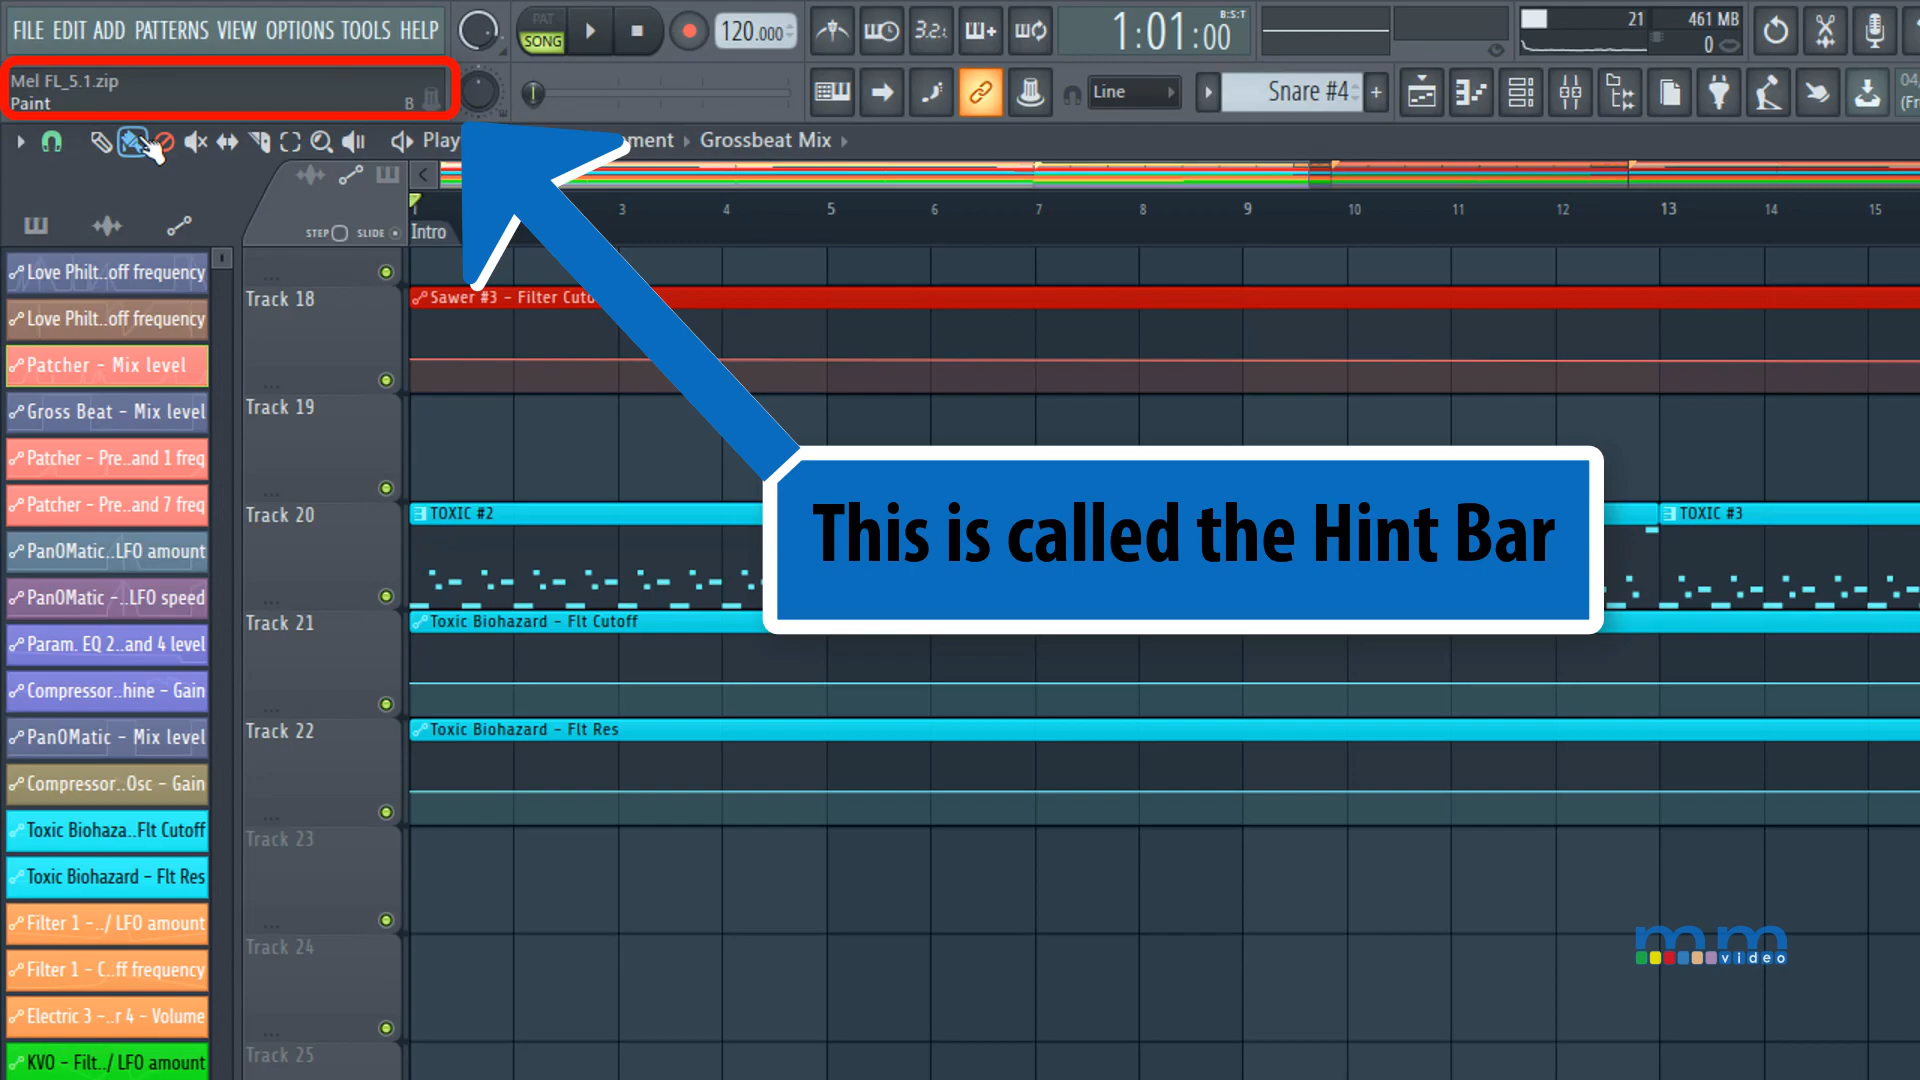 FILE EDIT ADD PATTERNS VIEW OPTIONS TOOLS HELP
PAT
SONG
120.000
3.2.
1:01:00
B:S:T
21
461 MB
0
Mel FL_5.1.zip
Paint
B
Line
Snare #4
+
04
(Fr
Play
ment › Grossbeat Mix ›
3 4 5 6 7 8 9 10 11 12 13 14 15
STEP SLIDE
Intro
Love Philt..off frequency
Love Philt..off frequency
Patcher - Mix level
Gross Beat - Mix level
Patcher - Pre..and 1 freq
Patcher - Pre..and 7 freq
PanOMatic..LFO amount
PanOMatic -..LFO speed
Param. EQ 2..and 4 level
Compressor..hine - Gain
PanOMatic - Mix level
Compressor..Osc - Gain
Toxic Biohaza..Flt Cutoff
Toxic Biohazard - Flt Res
Filter 1 -../ LFO amount
Filter 1 - C..ff frequency
Electric 3 -..r 4 - Volume
KVO - Filt../ LFO amount
Track 18
Sawer #3 - Filter Cuto
Track 19
Track 20
TOXIC #2
TOXIC #3
Track 21
Toxic Biohazard - Flt Cutoff
Track 22
Toxic Biohazard - Flt Res
Track 23
Track 24
Track 25
This is called the Hint Bar
mm
video